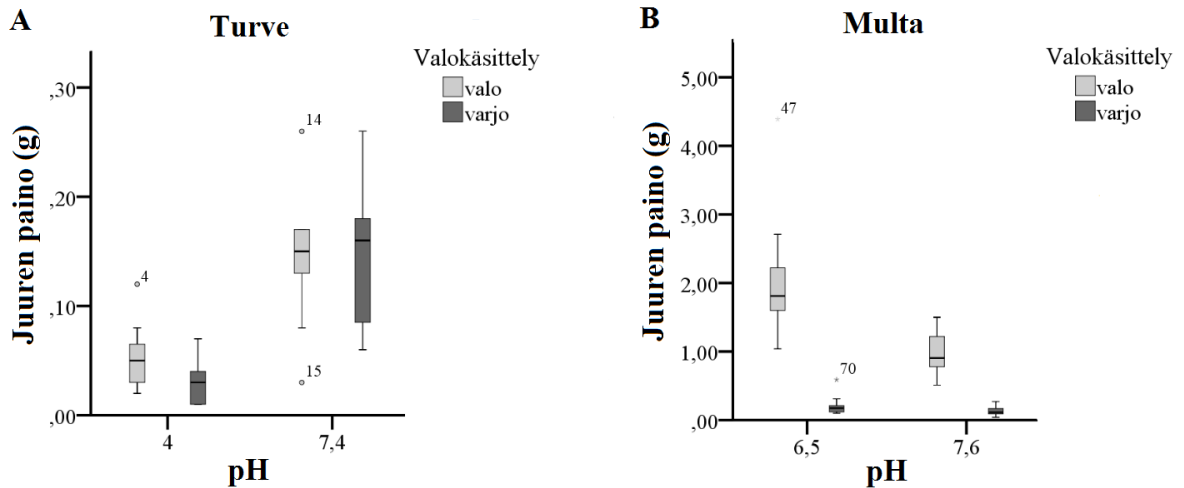 A
Turve
Valokäsittely
valo
varjo
Juuren paino (g)
,30
,20
,10
,00
14
4
15
4
7,4
pH
B
Multa
Valokäsittely
valo
varjo
Juuren paino (g)
5,00
4,00
3,00
2,00
1,00
,00
47
70
6,5
7,6
pH